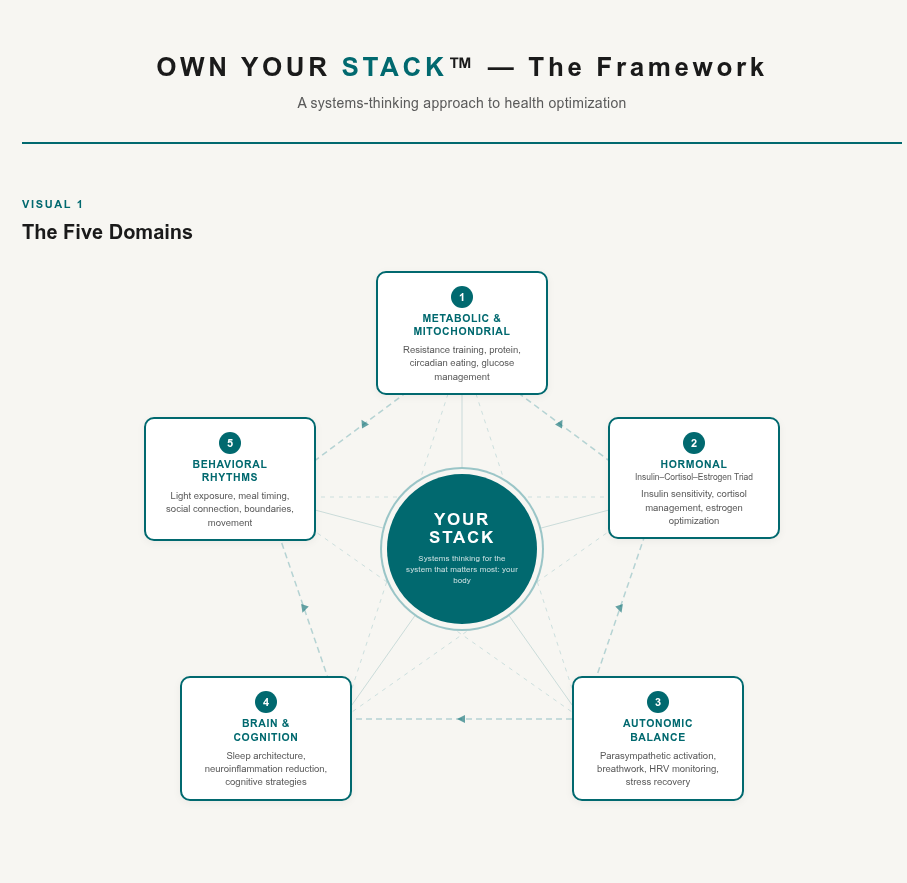 OWN YOUR STACK™ — The Framework
A systems-thinking approach to health optimization
VISUAL 1
The Five Domains
1
METABOLIC &
MITOCHONDRIAL
Resistance training, protein,
circadian eating, glucose
management
5
BEHAVIORAL
RHYTHMS
Light exposure, meal timing,
social connection, boundaries,
movement
2
HORMONAL
Insulin–Cortisol–Estrogen Triad
Insulin sensitivity, cortisol
management, estrogen
optimization
YOUR
STACK
Systems thinking for the
system that matters most: your
body
4
BRAIN &
COGNITION
Sleep architecture,
neuroinflammation reduction,
cognitive strategies
3
AUTONOMIC
BALANCE
Parasympathetic activation,
breathwork, HRV monitoring,
stress recovery